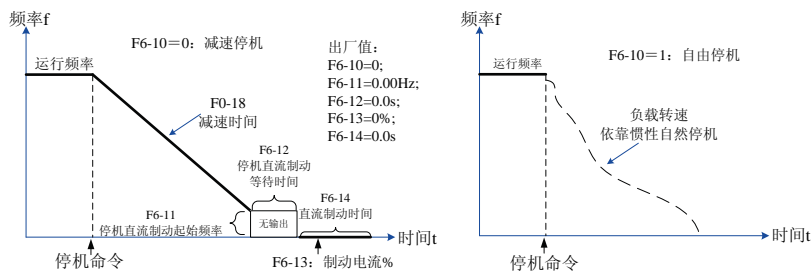 频率f
F6-10=0：减速停机
运行频率
F0-18
减速时间
出厂值：
F6-10=0;
F6-11=0.00Hz;
F6-12=0.0s;
F6-13=0%;
F6-14=0.0s
F6-12
停机直流制动
等待时间
F6-11
停机直流制动起始频率
无输出
F6-14
直流制动时间
时间t
停机命令
F6-13：制动电流%
频率f
F6-10=1：自由停机
运行频率
负载转速
依靠惯性自然停机
时间t
停机命令